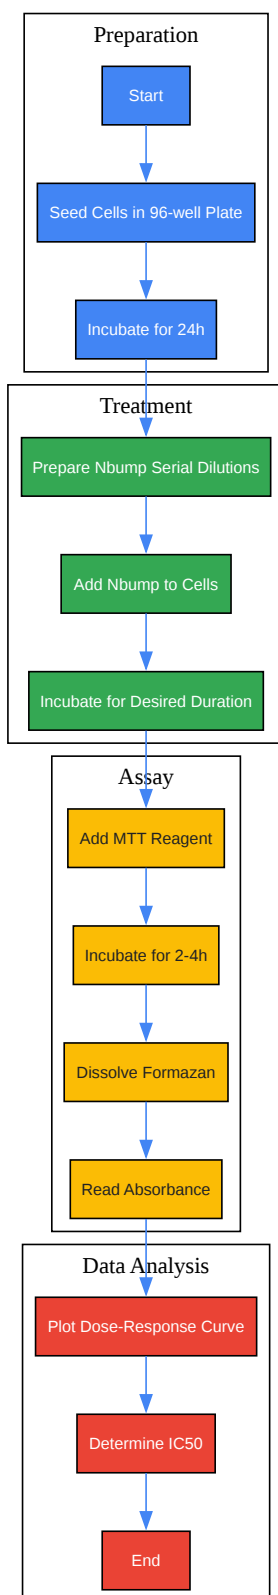 Preparation
Start
Seed Cells in 96-well Plate
Incubate for 24h
Treatment
Prepare Nbump Serial Dilutions
Add Nbump to Cells
Incubate for Desired Duration
Assay
Add MTT Reagent
Incubate for 2-4h
Dissolve Formazan
Read Absorbance
Data Analysis
Plot Dose-Response Curve
Determine IC50
End